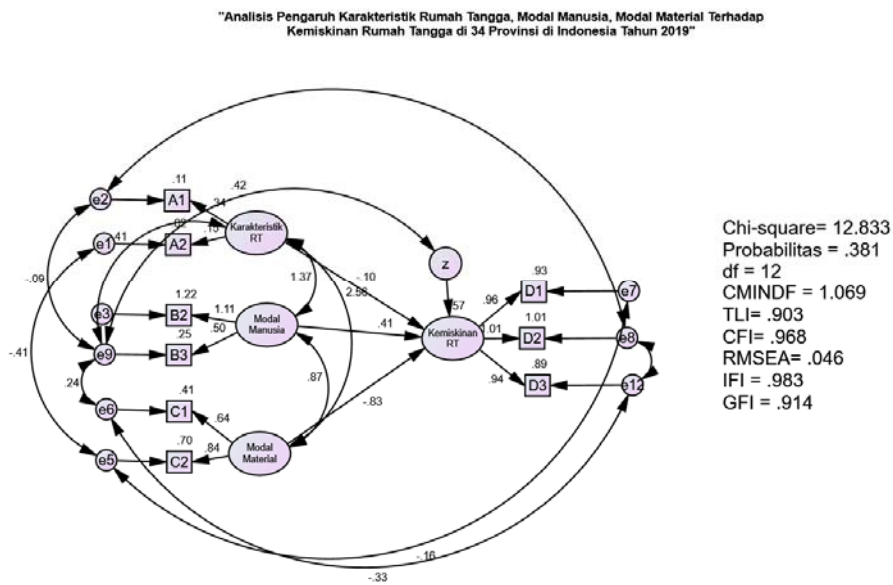 "Analisis Pengaruh Karakteristik Rumah Tangga, Modal Manusia, Modal Material Terhadap
Kemiskinan Rumah Tangga di 34 Provinsi di Indonesia Tahun 2019"
.11
.42
e2
A1
.34
Karakteristik
RT
.41
e1
A2
.15
z
Chi-square= 12.833
Probabilitas = .381
df = 12
CMINDF = 1.069
TLI= .903
CFI= .968
RMSEA= .046
IFI = .983
GFI = .914
-.09
1.37
-.10
2.56
.93
D1
e7
.57
.96
1.22
e3
B2
1.11
Modal
Manusia
.41
Kemiskinan
RT
1.01
1.01
D2
e8
.25
.50
e9
B3
-.41
.24
.87
.94
.89
D3
e12
-.83
.41
e6
C1
.64
.70
.84
Modal
Material
e5
C2
-.16
-.33